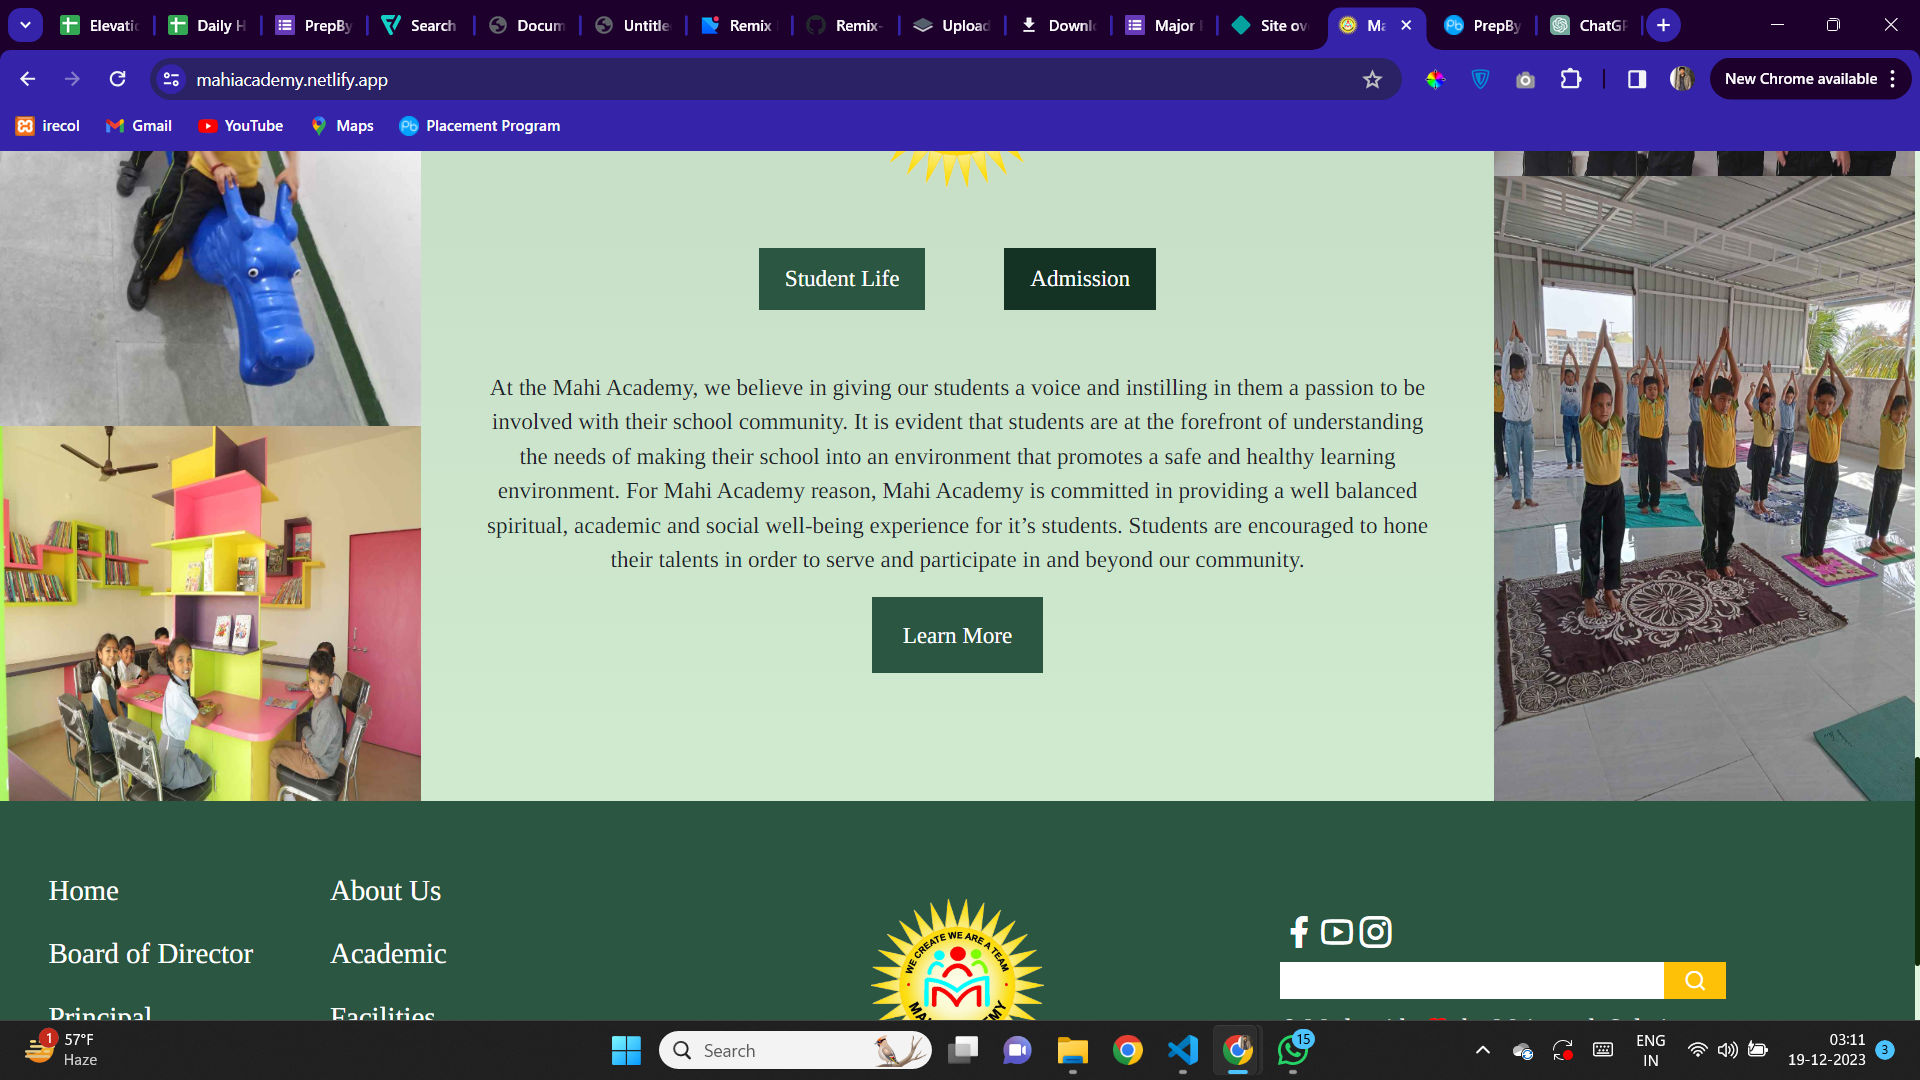 Elevatio
Daily H
PrepBy
Search
Docum
Untitle
Remix
Remix-
Upload
Downl
Major
Site ov
Ma
PrepBy
ChatGP
mahiacademy.netlify.app
New Chrome available
irecol
Gmail
YouTube
Maps
Placement Program
Student Life
Admission
At the Mahi Academy, we believe in giving our students a voice and instilling in them a passion to be
involved with their school community. It is evident that students are at the forefront of understanding
the needs of making their school into an environment that promotes a safe and healthy learning
environment. For Mahi Academy reason, Mahi Academy is committed in providing a well balanced
spiritual, academic and social well-being experience for it’s students. Students are encouraged to hone
their talents in order to serve and participate in and beyond our community.
Learn More
Home
About Us
Board of Director
Academic
Principal
Facilities
WE CREATE WE ARE A TEAM
1
57°F
Haze
Search
15
ENG
IN
03:11
19-12-2023
3